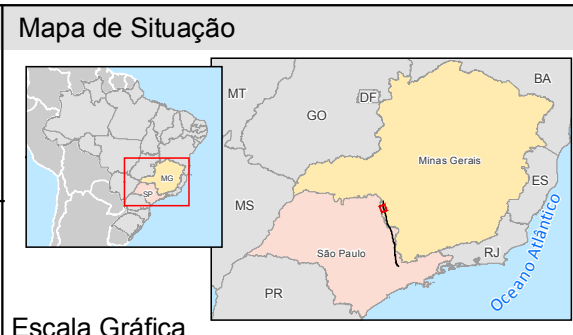 Mapa de Situação
MG
SP
MT
GO
DF
BA
Minas Gerais
ES
MS
São Paulo
RJ
PR
Oceano Atlântico
Escala Gráfica